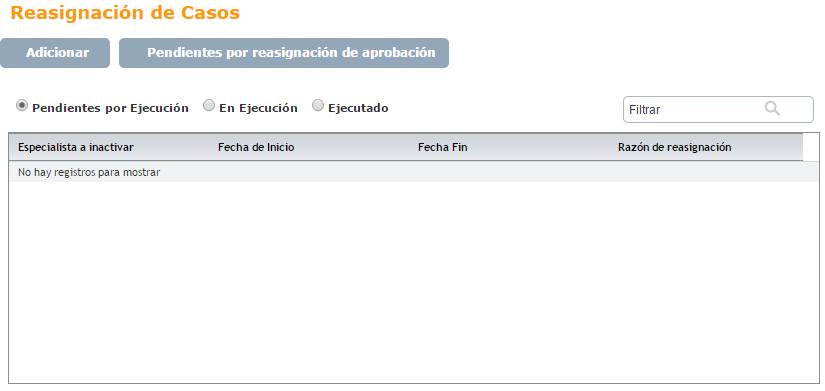 Reasignación de Casos
Adicionar Pendientes por reasignación de aprobación
Pendientes por Ejecución En Ejecución Ejecutado Filtrar
Especialista a inactivar Fecha de Inicio Fecha Fin Razón de reasignación
No hay registros para mostrar